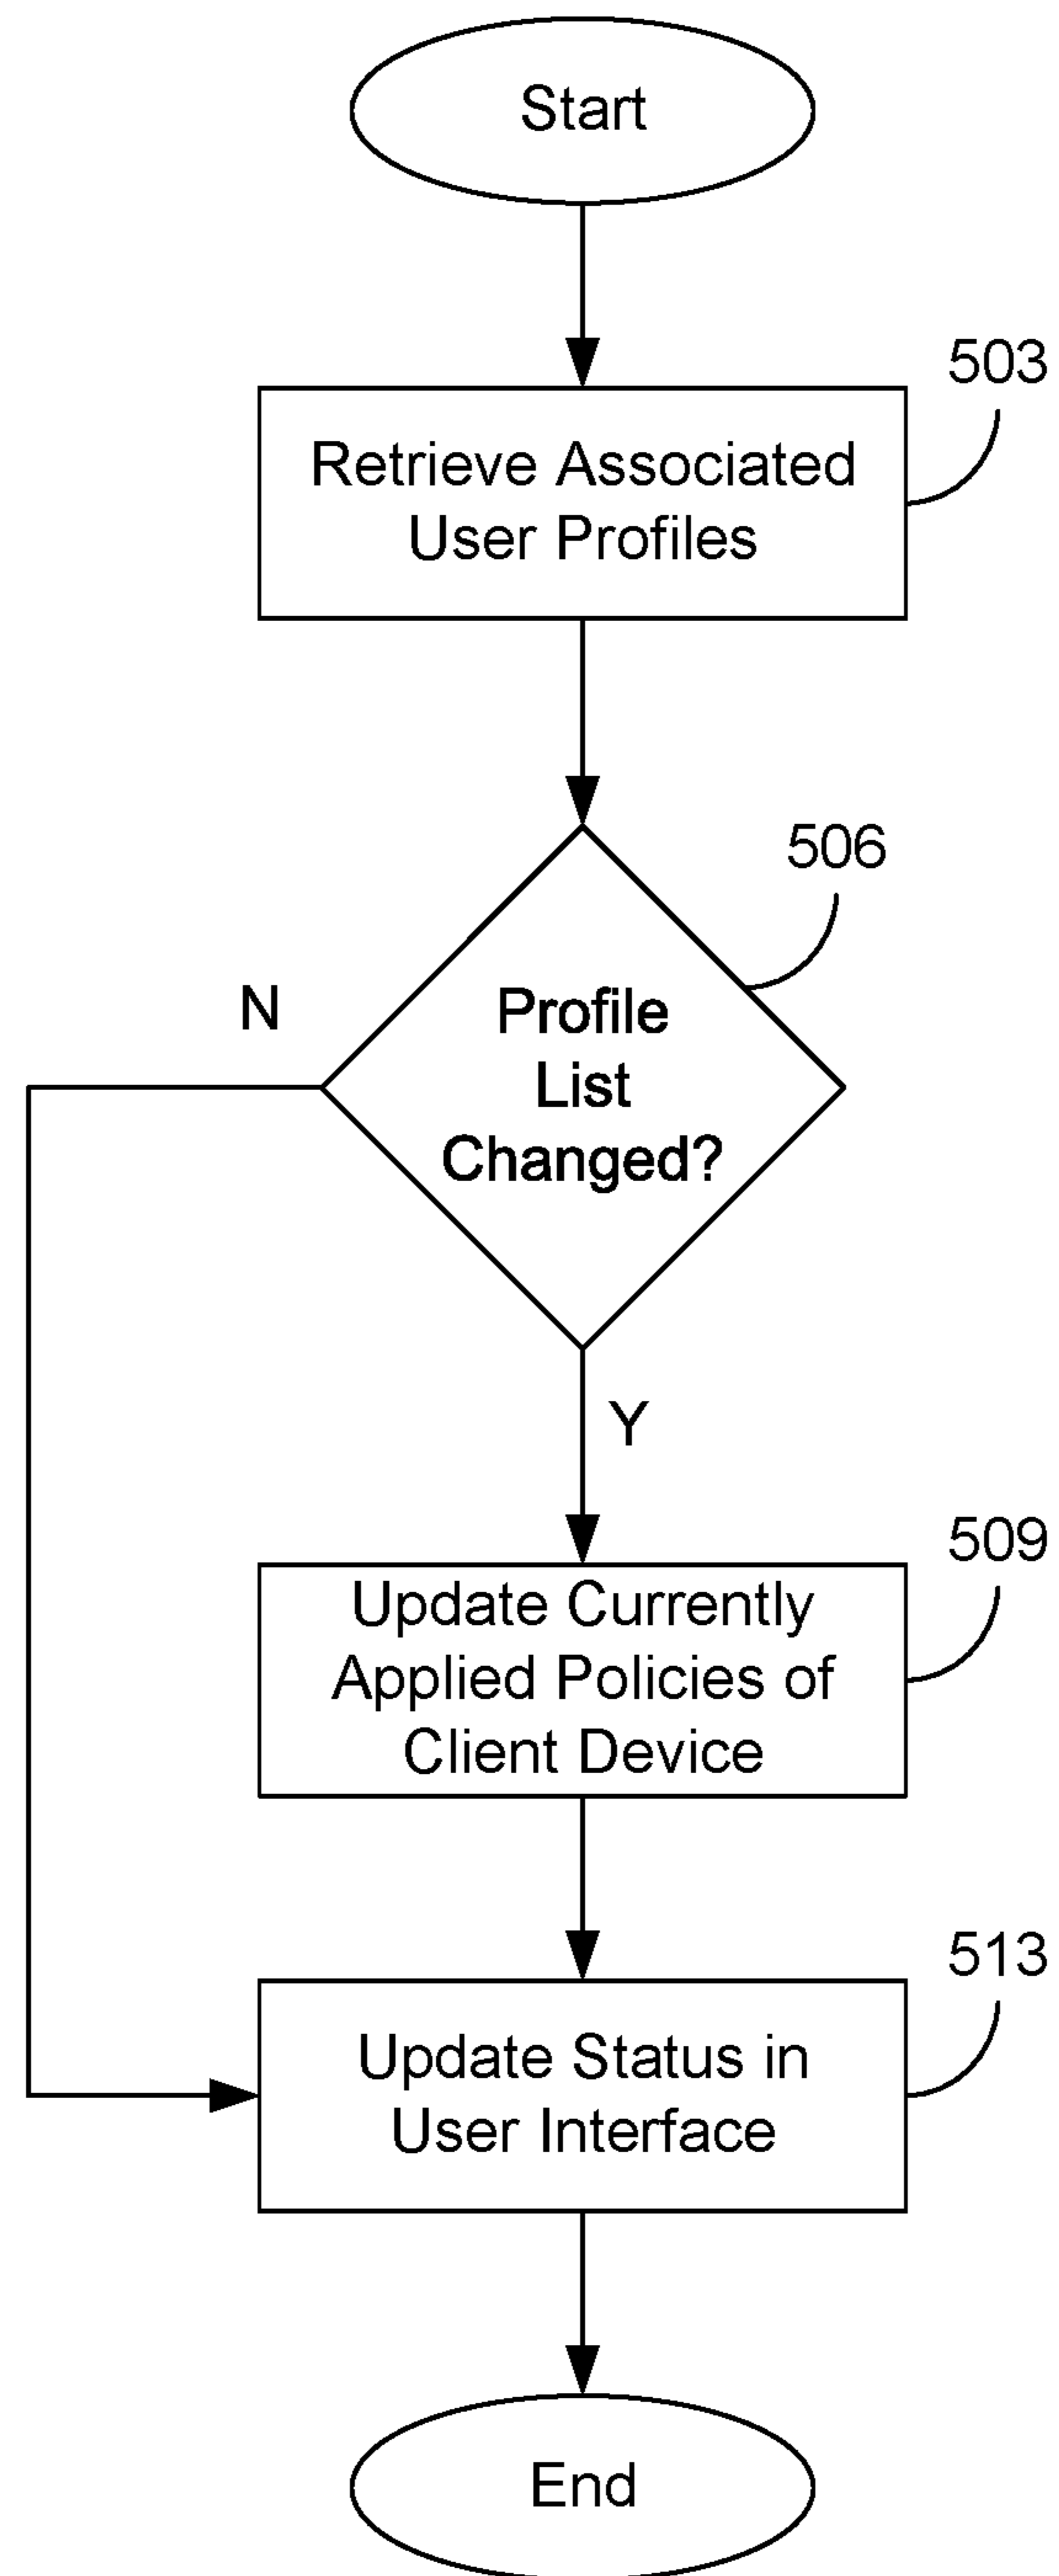 Start
503
Retrieve Associated
User Profiles
506
N
Profile
List
Changed?
Y
509
Update Currently
Applied Policies of
Client Device
513
Update Status in
User Interface
End